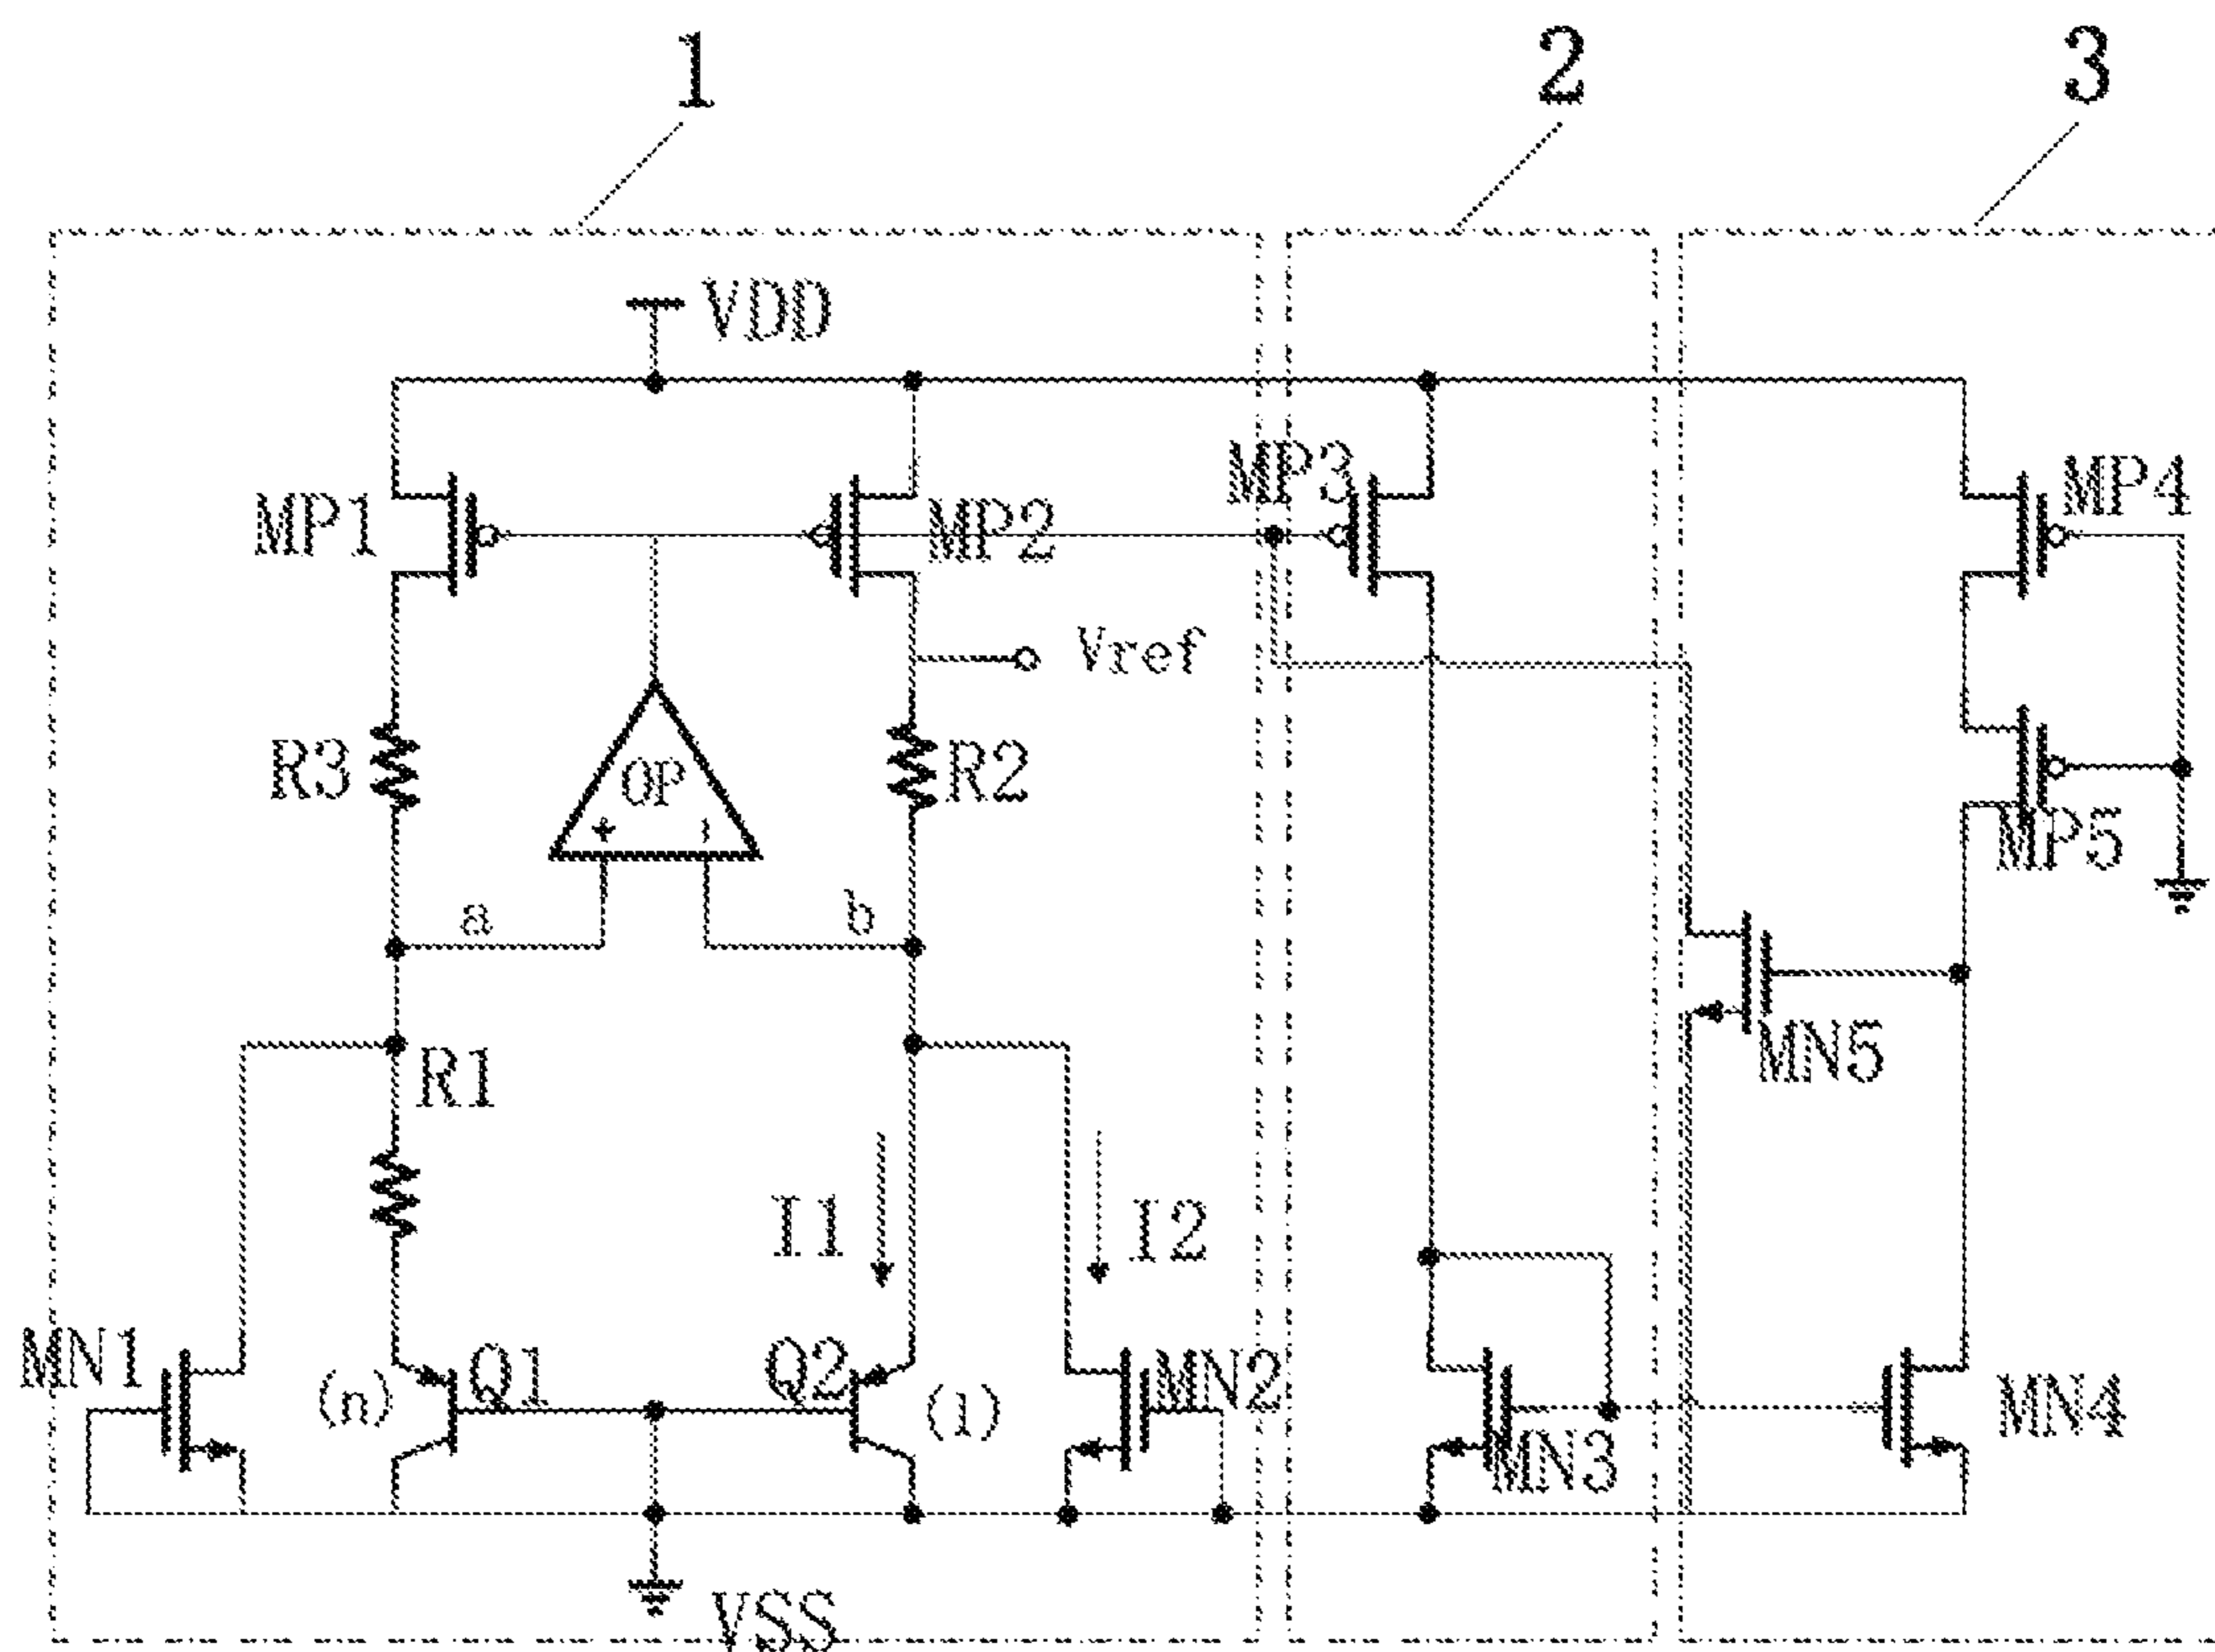 1 2 3
VDD
MP1 MP2 MP3 MP4
Vref
R3 OP R2 MP5
+ -
a b
R1 MN5
I1 I2
MN1 (n) Q1 Q2 (1) MN2 MN3 MN4
VSS